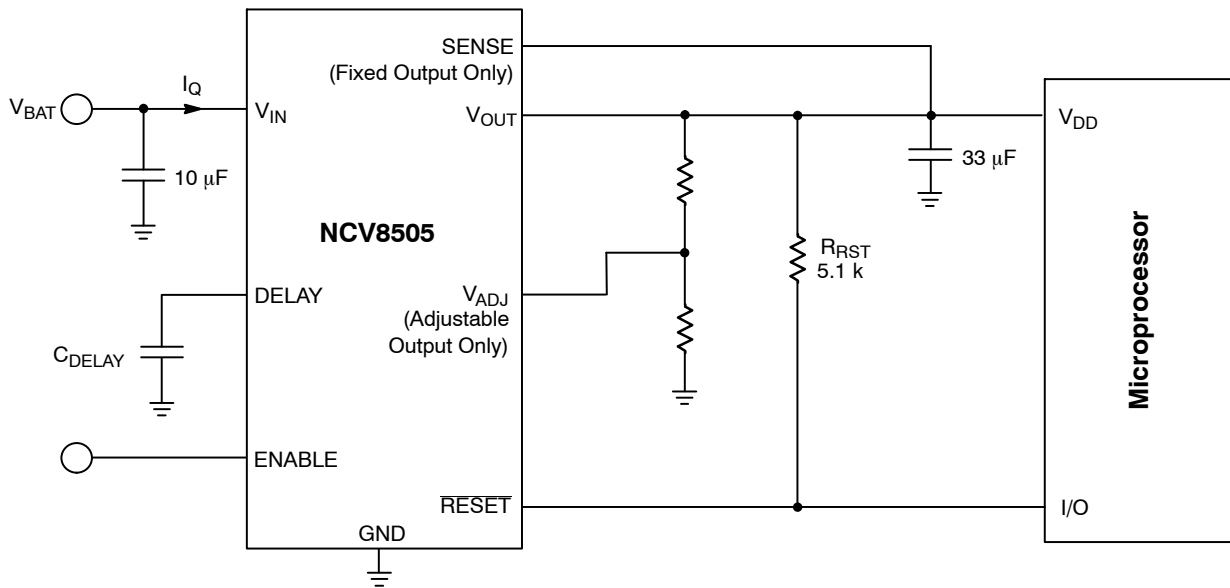 SENSE
(Fixed Output Only)
I_Q
V_BAT
V_IN
V_OUT
V_DD
10 μF
33 μF
NCV8505
R_RST
5.1 k
Microprocessor
DELAY
V_ADJ
(Adjustable
Output Only)
C_DELAY
ENABLE
RESET
I/O
GND